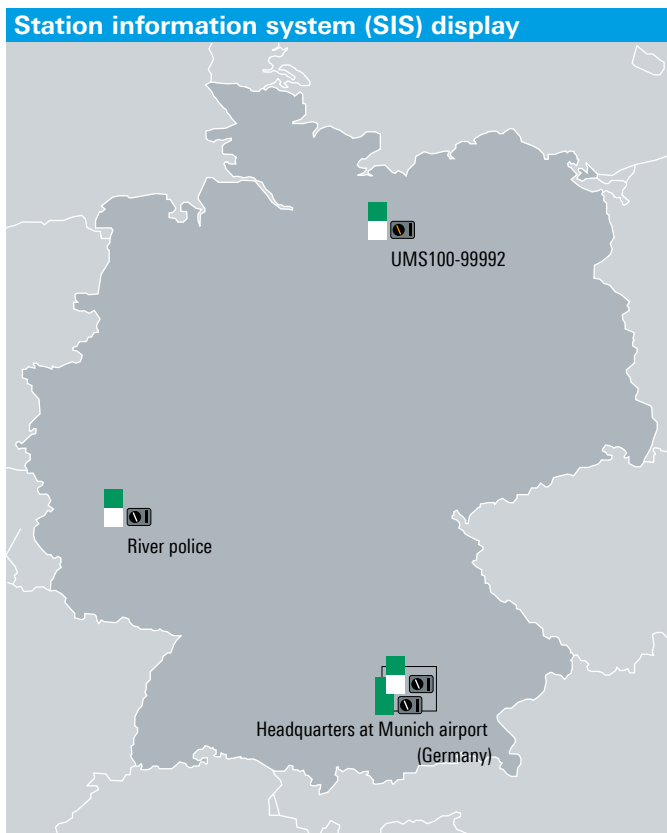 Station information system (SIS) display
UMS100-99992
River police
Headquarters at Munich airport
(Germany)